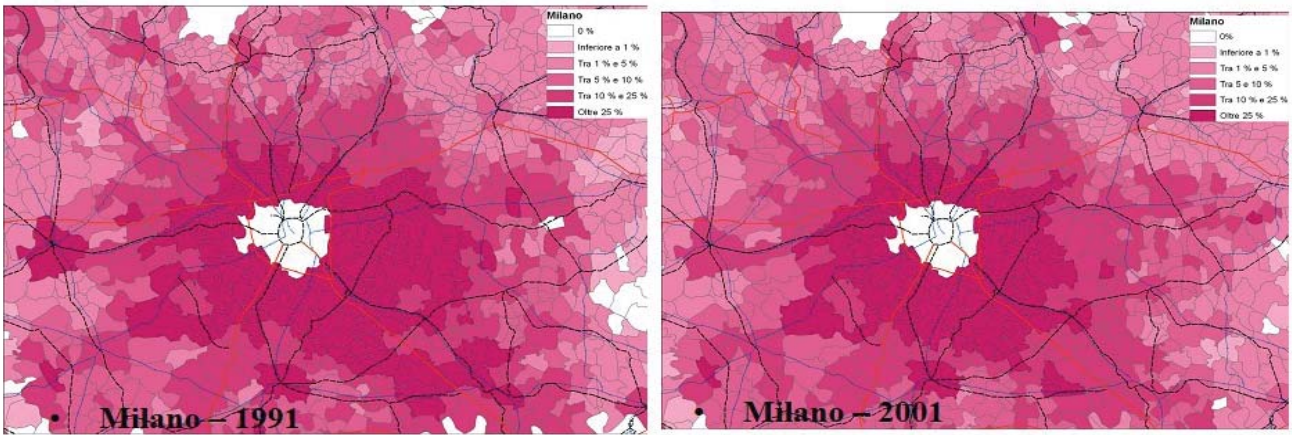 Milano
0 %
Inferiore a 1 %
Tra 1 % e 5 %
Tra 5 % e 10 %
Tra 10 % e 25 %
Oltre 25 %
• Milano – 1991
Milano
0%
Inferiore a 1 %
Tra 1 % e 5 %
Tra 5 e 10 %
Tra 10 % e 25 %
Oltre 25 %
• Milano – 2001